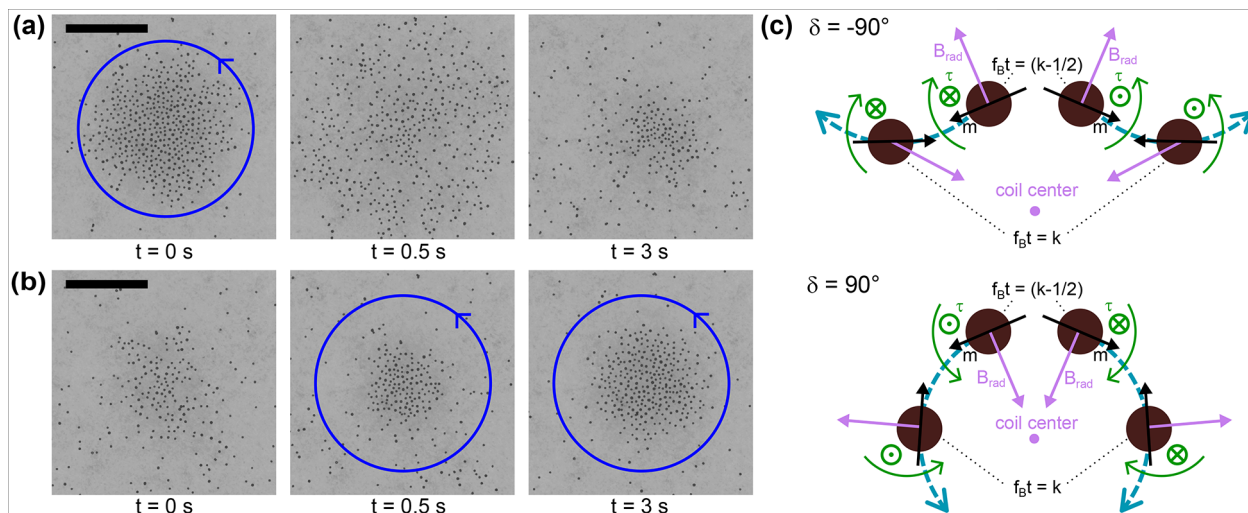 (a)
t = 0 s
t = 0.5 s
t = 3 s
(b)
t = 0 s
t = 0.5 s
t = 3 s
(c)
δ = -90°
B_rad
f_Bt = (k-1/2)
B_rad
τ
τ
m
m
coil center
f_Bt = k
δ = 90°
f_Bt = (k-1/2)
τ
τ
m
m
B_rad
B_rad
coil center
f_Bt = k